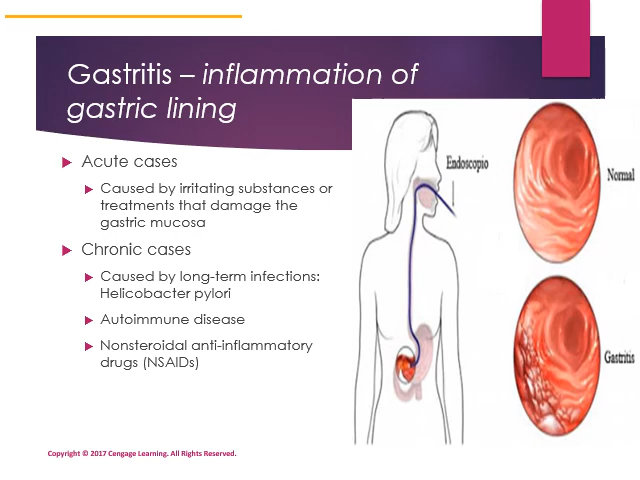 Gastritis – inflammation of
gastric lining
Acute cases
Caused by irritating substances or
treatments that damage the
gastric mucosa
Chronic cases
Caused by long-term infections:
Helicobacter pylori
Autoimmune disease
Nonsteroidal anti-inflammatory
drugs (NSAIDs)
Endoscopio
Normal
Gastritis
Copyright © 2017 Cengage Learning. All Rights Reserved.